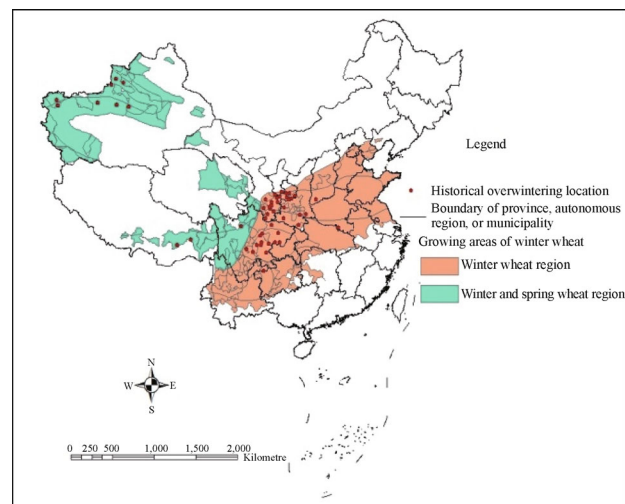 Legend
Historical overwintering location
Boundary of province, autonomous
region, or municipality
Growing areas of winter wheat
Winter wheat region
Winter and spring wheat region
N
W E
S
0 250 500 1,000 1,500 2,000
Kilometre